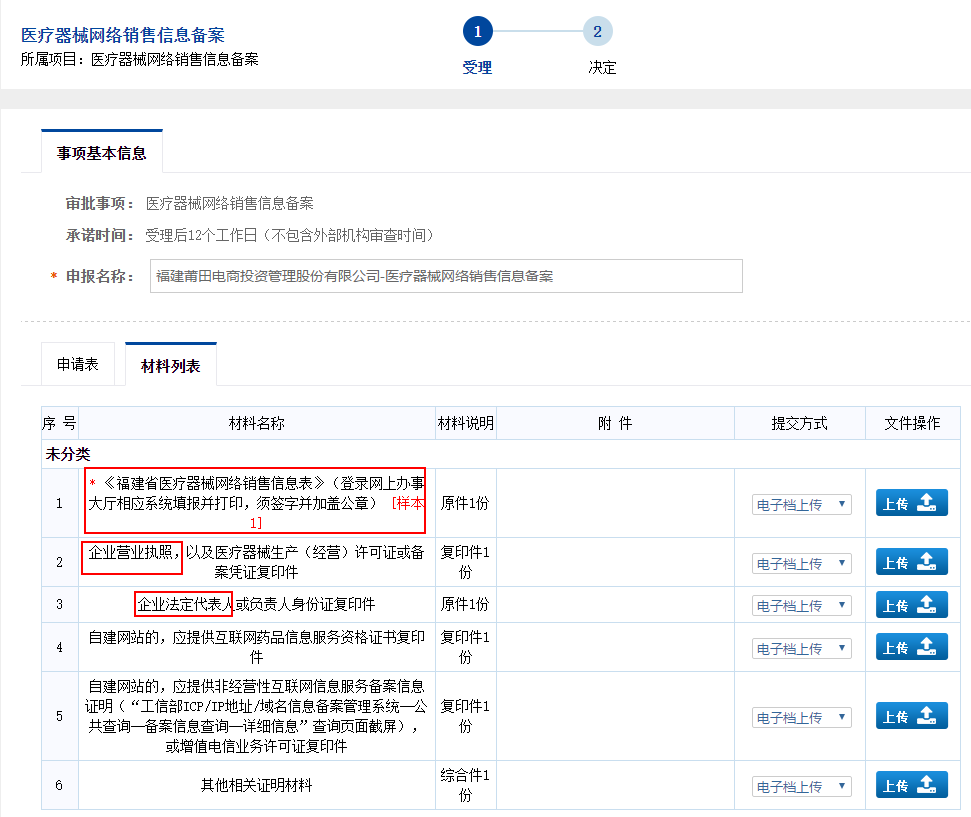 医疗器械网络销售信息备案
所属项目：医疗器械网络销售信息备案
1
2
受理
决定
事项基本信息
审批事项： 医疗器械网络销售信息备案
承诺时间： 受理后12个工作日（不包含外部机构审查时间）
* 申报名称： 福建莆田电商投资管理股份有限公司-医疗器械网络销售信息备案
申请表
材料列表
序 号 材料名称 材料说明 附 件 提交方式 文件操作
未分类
1
* 《福建省医疗器械网络销售信息表》（登录网上办事
大厅相应系统填报并打印，须签字并加盖公章） [样本
1]
原件1份
电子档上传
上传
2
企业营业执照，以及医疗器械生产（经营）许可证或备
案凭证复印件
复印件1
份
电子档上传
上传
3
企业法定代表人或负责人身份证复印件
原件1份
电子档上传
上传
4
自建网站的，应提供互联网药品信息服务资格证书复印
件
复印件1
份
电子档上传
上传
5
自建网站的，应提供非经营性互联网信息服务备案信息
证明（“工信部ICP/IP地址/域名信息备案管理系统—公
共查询—备案信息查询—详细信息”查询页面截屏），
或增值电信业务许可证复印件
复印件1
份
电子档上传
上传
6
其他相关证明材料
综合件1
份
电子档上传
上传